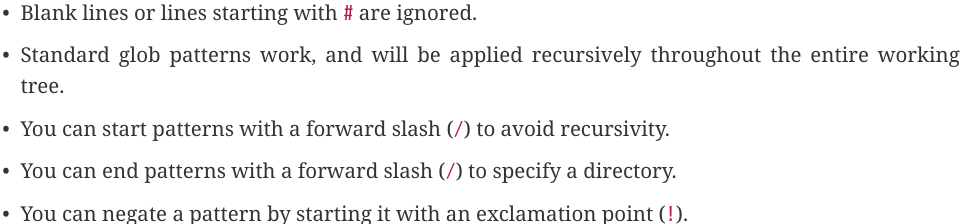 • Blank lines or lines starting with # are ignored.
• Standard glob patterns work, and will be applied recursively throughout the entire working
tree.
• You can start patterns with a forward slash (/) to avoid recursivity.
• You can end patterns with a forward slash (/) to specify a directory.
• You can negate a pattern by starting it with an exclamation point (!).